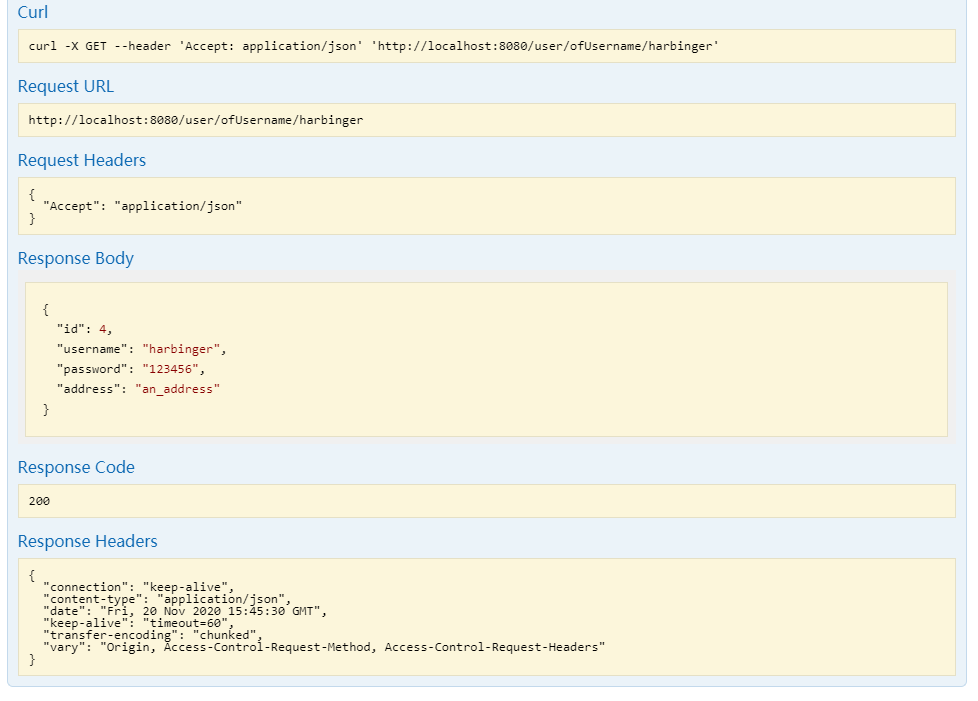 Curl
curl -X GET --header 'Accept: application/json' 'http://localhost:8080/user/ofUsername/harbinger'
Request URL
http://localhost:8080/user/ofUsername/harbinger
Request Headers
{
  "Accept": "application/json"
}
Response Body
{
  "id": 4,
  "username": "harbinger",
  "password": "123456",
  "address": "an_address"
}
Response Code
200
Response Headers
{
  "connection": "keep-alive",
  "content-type": "application/json",
  "date": "Fri, 20 Nov 2020 15:45:30 GMT",
  "keep-alive": "timeout=60",
  "transfer-encoding": "chunked",
  "vary": "Origin, Access-Control-Request-Method, Access-Control-Request-Headers"
}